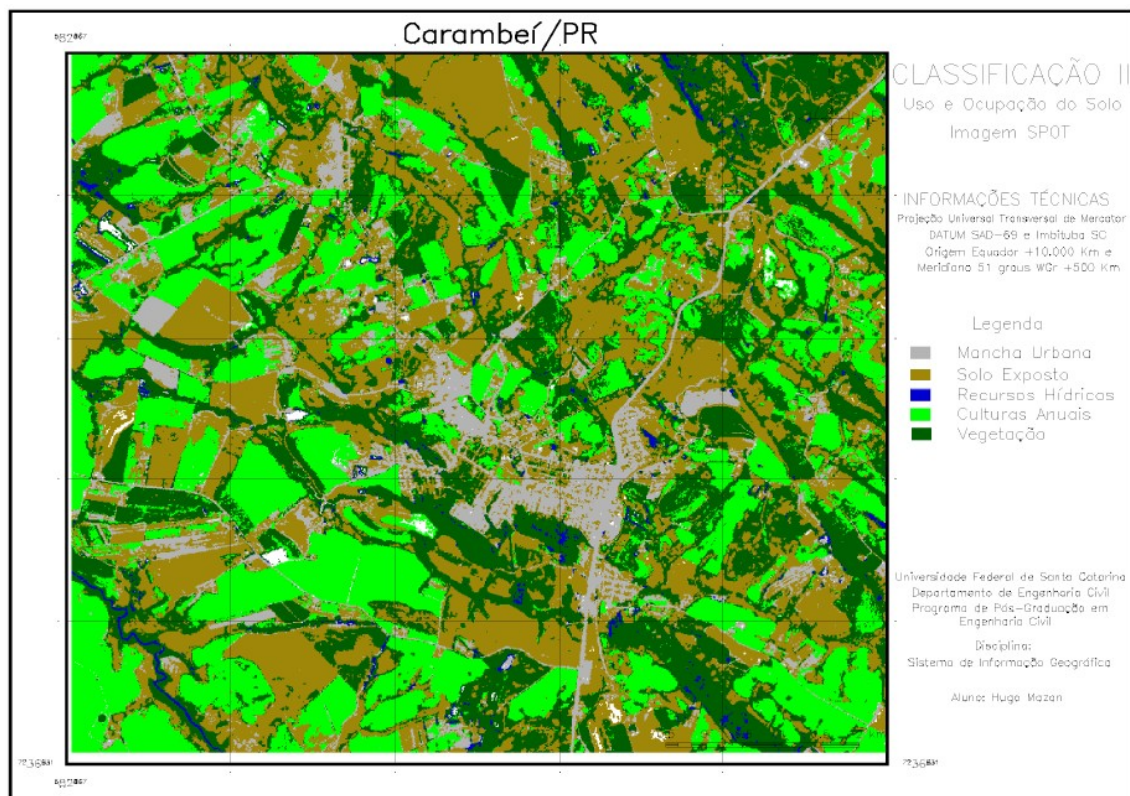 Carambeí/PR
CLASSIFICAÇÃO II
Uso e Ocupação do Solo
Imagem SPOT
INFORMAÇÕES TÉCNICAS
Projeção Universal Transversal de Mercator
DATUM SAD-69 e Imbituba SC
Origem Equador +10.000 Km e
Meridiano 51 graus WGr +500 Km
Legenda
Mancha Urbana
Solo Exposto
Recursos Hídricos
Culturas Anuais
Vegetação
Universidade Federal de Santa Catarina
Departamento de Engenharia Civil
Programa de Pós-Graduação em
Engenharia Civil
Disciplina:
Sistema de Informação Geográfica
Aluno: Hugo Mazan